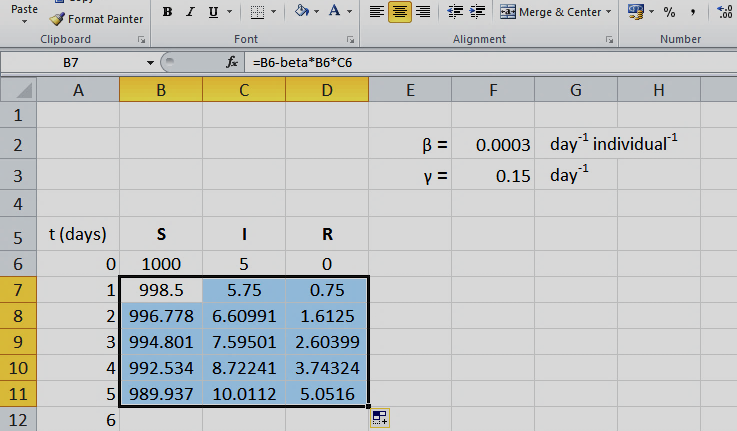 Paste
Format Painter
B I U A
Merge & Center
% ,
.00
Clipboard Font Alignment Number
B7 fx =B6-beta*B6*C6
A B C D E F G H
1
2 β = 0.0003 day-1 individual-1
3 γ = 0.15 day-1
4
5 t (days) S I R
6 0 1000 5 0
7 1 998.5 5.75 0.75
8 2 996.778 6.60991 1.6125
9 3 994.801 7.59501 2.60399
10 4 992.534 8.72241 3.74324
11 5 989.937 10.0112 5.0516
12 6